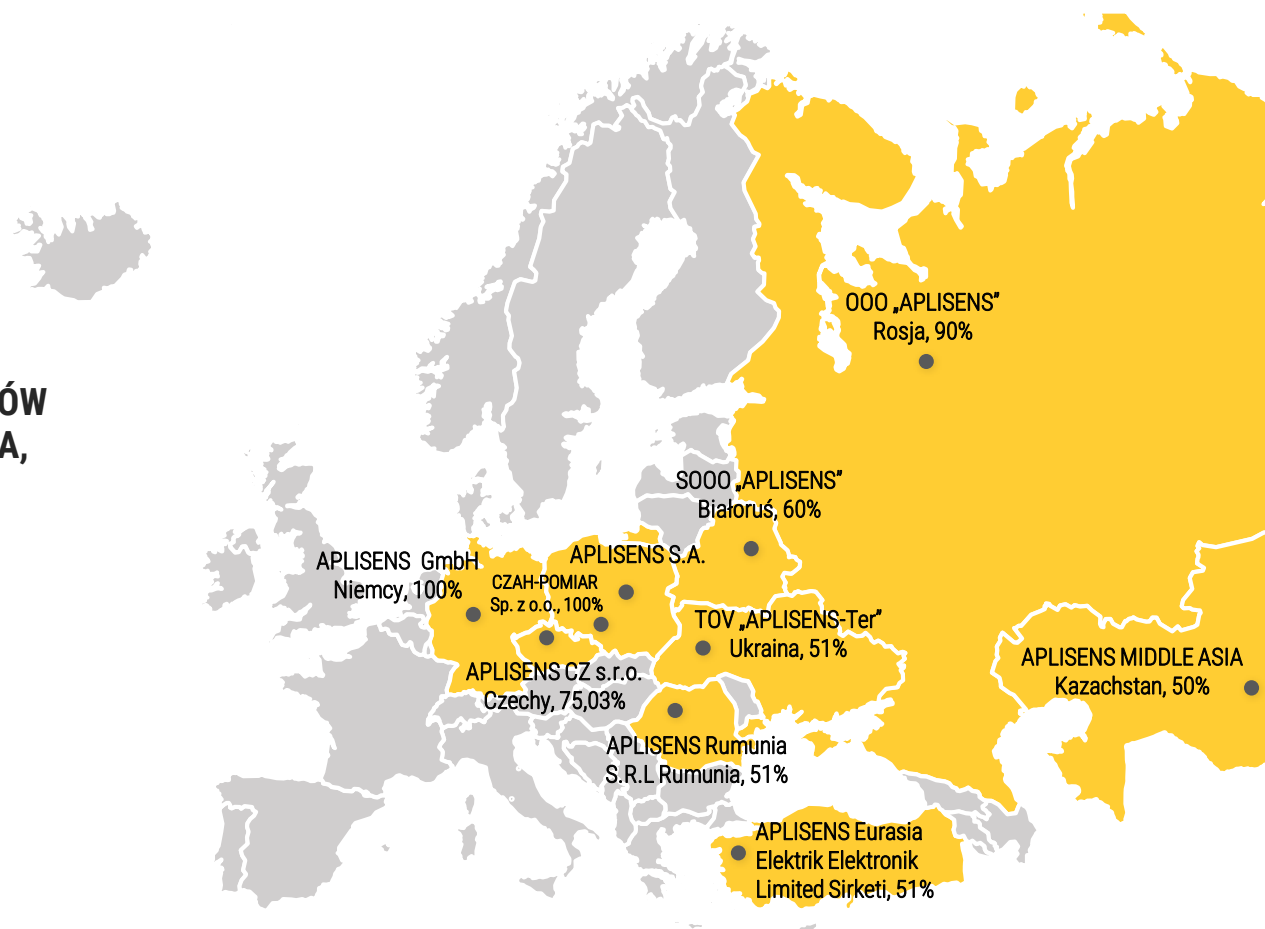 ÓW
A,
OOO „APLISENS”
Rosja, 90%
SOOO „APLISENS”
Białoruś, 60%
APLISENS GmbH
Niemcy, 100%
APLISENS S.A.
CZAH-POMIAR
Sp. z o.o., 100%
TOV „APLISENS-Ter”
Ukraina, 51%
APLISENS MIDDLE ASIA
Kazachstan, 50%
APLISENS CZ s.r.o.
Czechy, 75,03%
APLISENS Rumunia
S.R.L Rumunia, 51%
APLISENS Eurasia
Elektrik Elektronik
Limited Sirketi, 51%